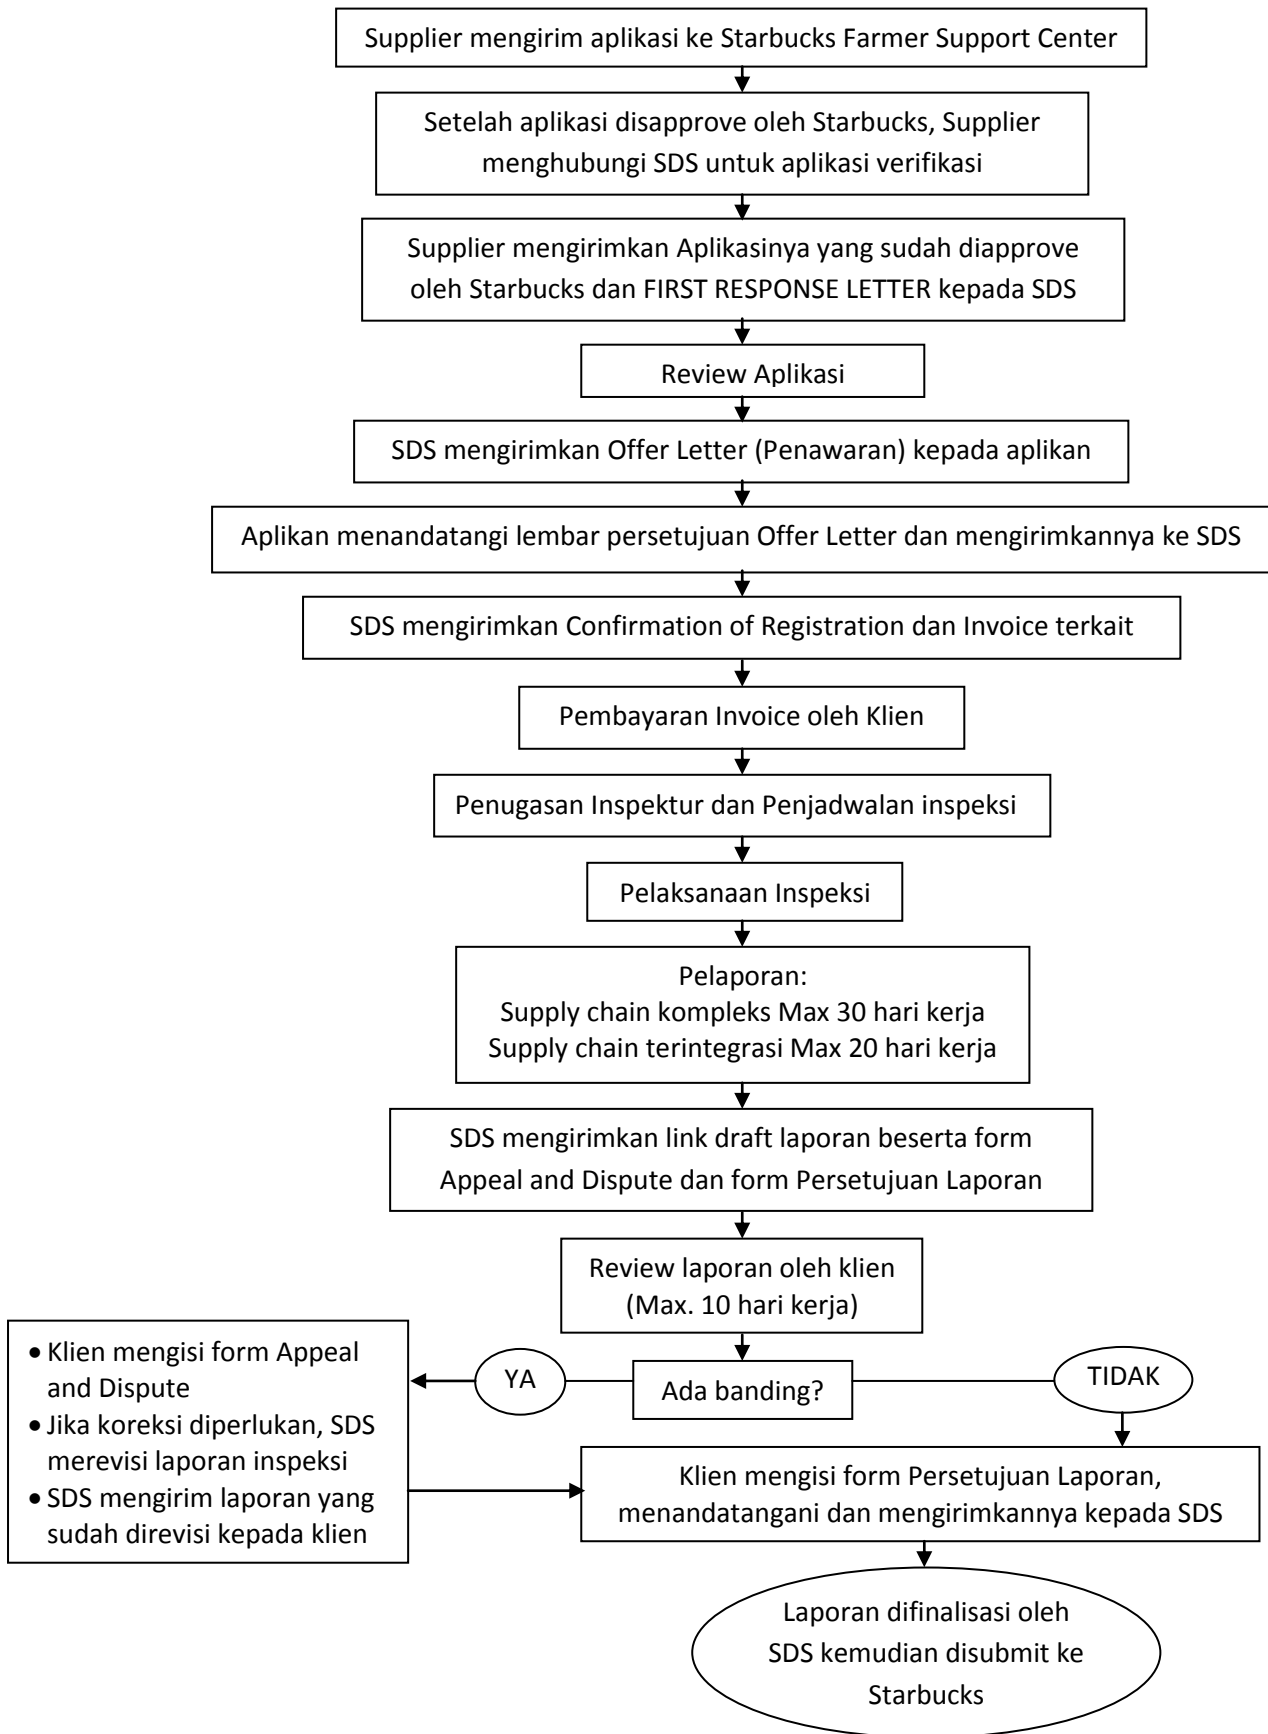 Supplier mengirim aplikasi ke Starbucks Farmer Support Center
Setelah aplikasi disapprove oleh Starbucks, Supplier
menghubungi SDS untuk aplikasi verifikasi
Supplier mengirimkan Aplikasinya yang sudah diapprove
oleh Starbucks dan FIRST RESPONSE LETTER kepada SDS
Review Aplikasi
SDS mengirimkan Offer Letter (Penawaran) kepada aplikan
Aplikan menandatangi lembar persetujuan Offer Letter dan mengirimkannya ke SDS
SDS mengirimkan Confirmation of Registration dan Invoice terkait
Pembayaran Invoice oleh Klien
Penugasan Inspektur dan Penjadwalan inspeksi
Pelaksanaan Inspeksi
Pelaporan:
Supply chain kompleks Max 30 hari kerja
Supply chain terintegrasi Max 20 hari kerja
SDS mengirimkan link draft laporan beserta form
Appeal and Dispute dan form Persetujuan Laporan
Review laporan oleh klien
(Max. 10 hari kerja)
Ada banding?
YA
TIDAK
• Klien mengisi form Appeal
and Dispute
• Jika koreksi diperlukan, SDS
merevisi laporan inspeksi
• SDS mengirim laporan yang
sudah direvisi kepada klien
Klien mengisi form Persetujuan Laporan,
menandatangani dan mengirimkannya kepada SDS
Laporan difinalisasi oleh
SDS kemudian disubmit ke
Starbucks